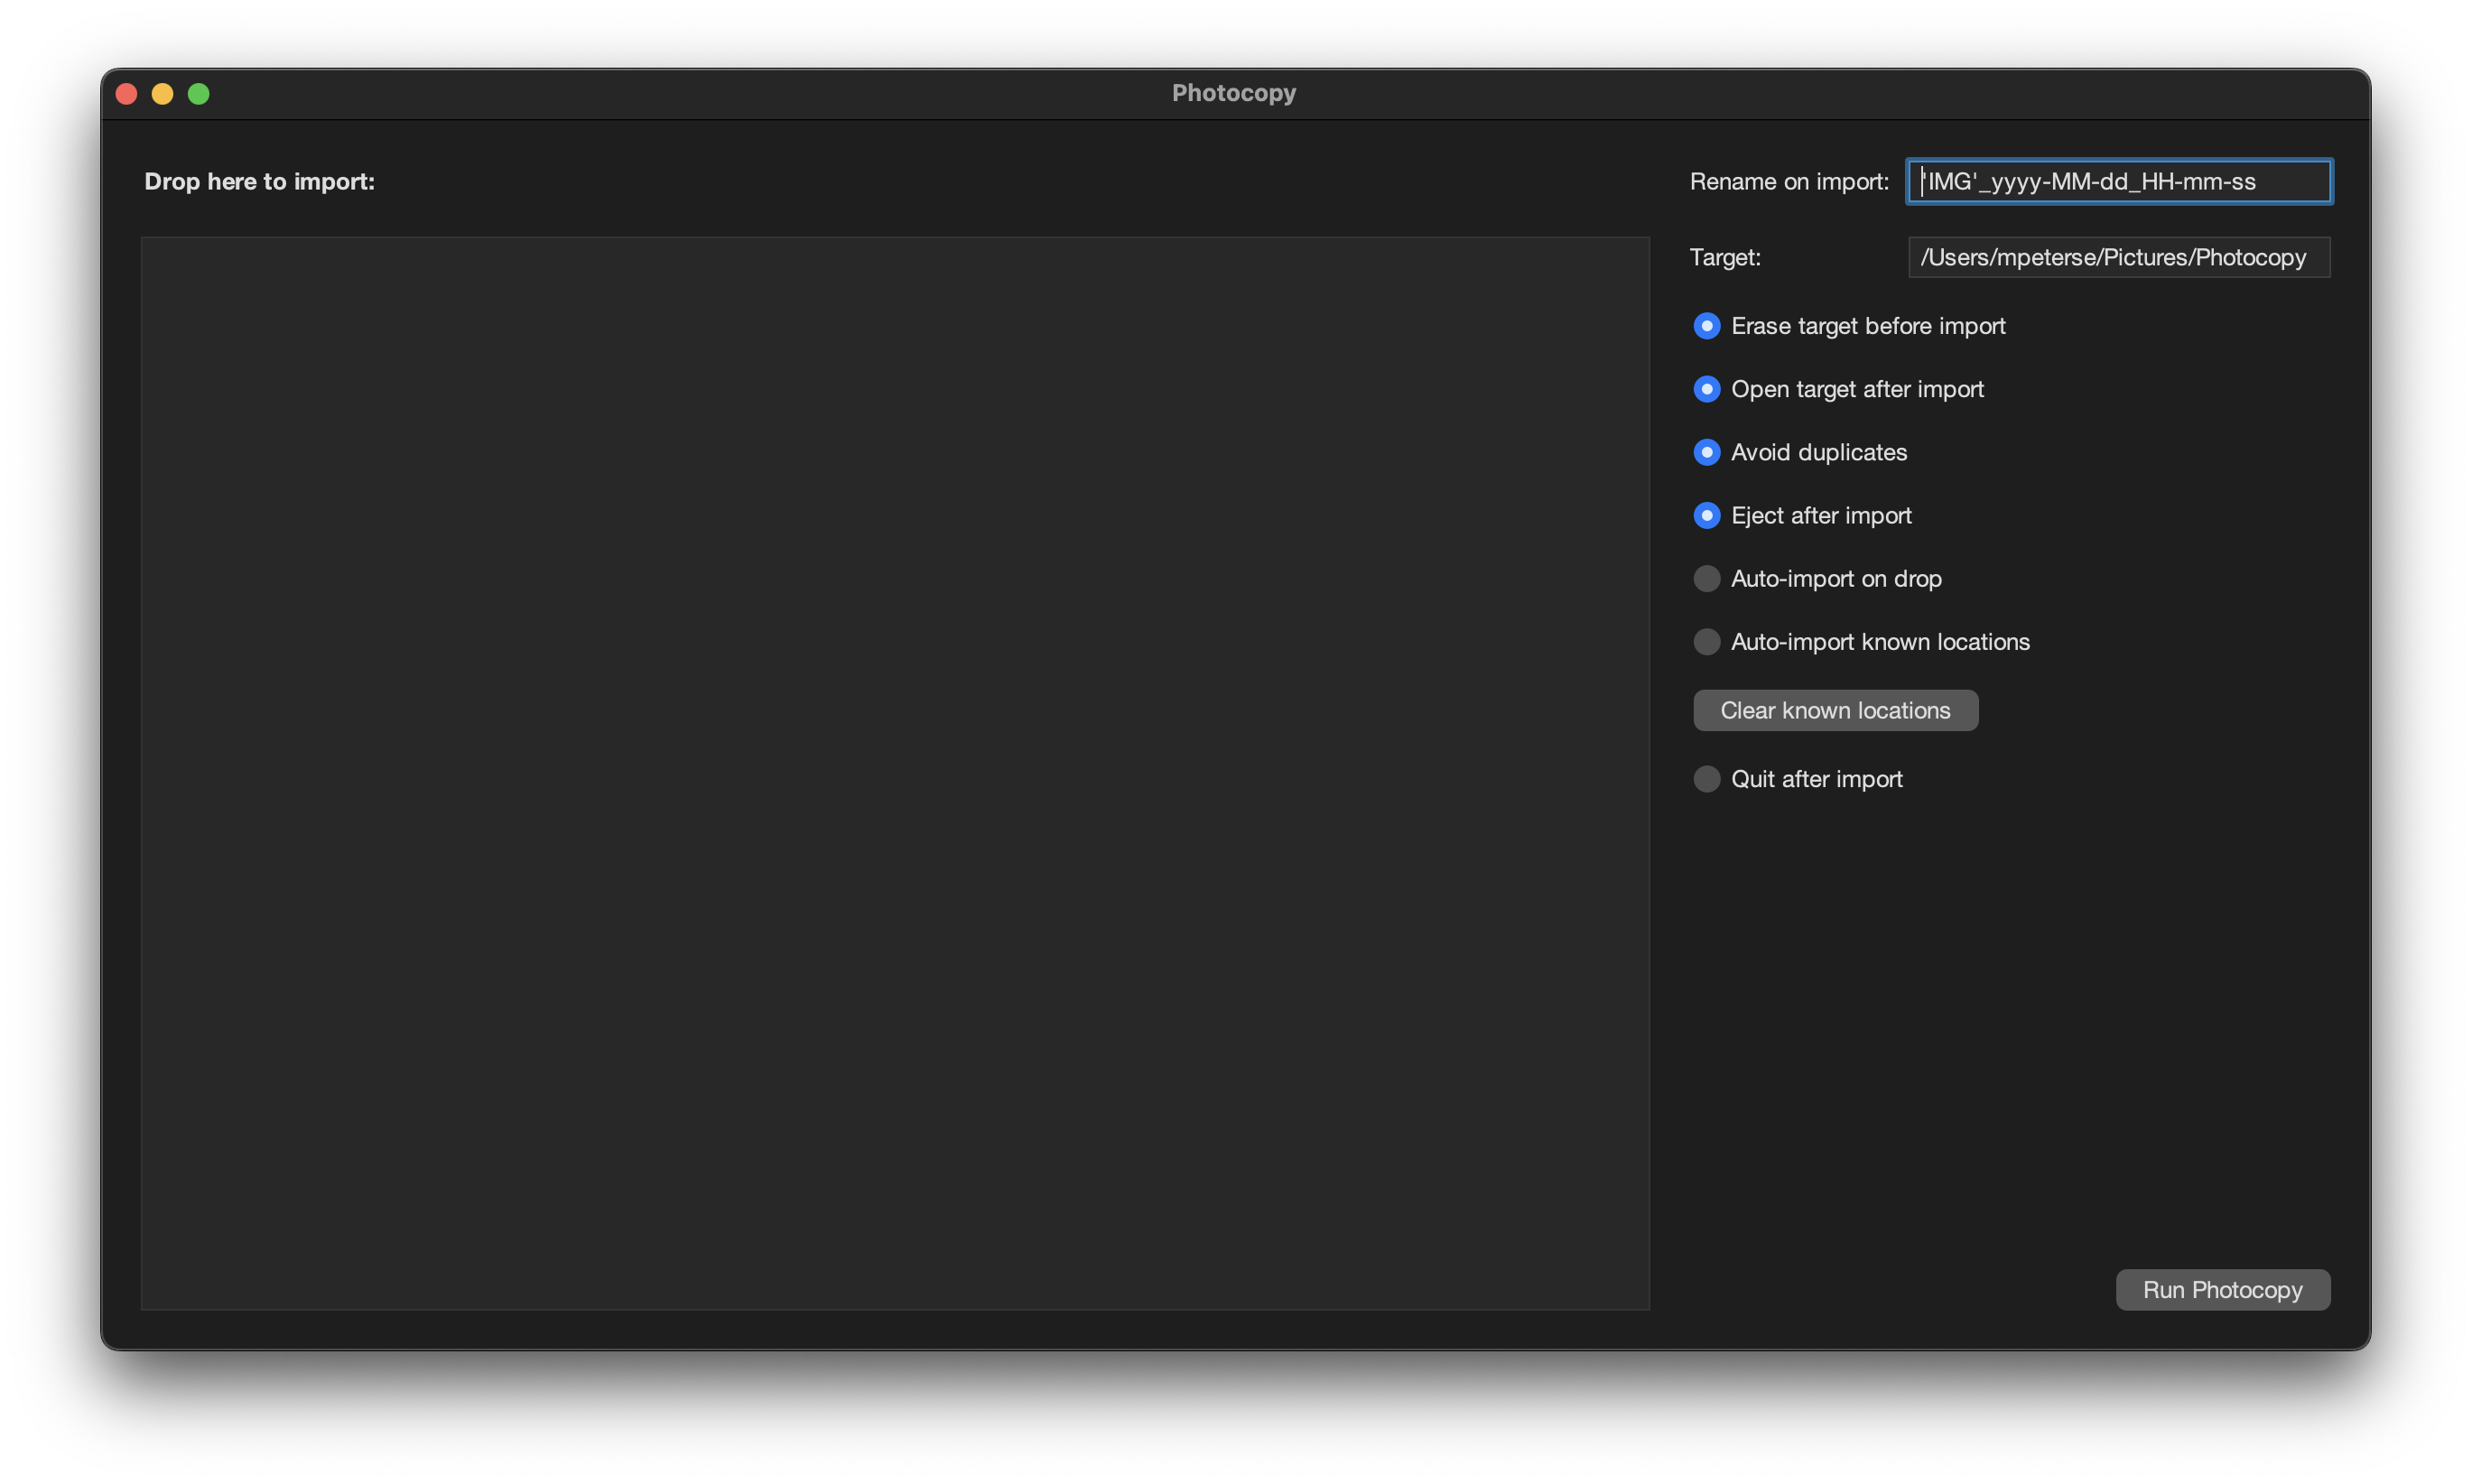 Photocopy
Drop here to import:
Rename on import: 'IMG'_yyyy-MM-dd_HH-mm-ss
Target: /Users/mpeterse/Pictures/Photocopy
Erase target before import
Open target after import
Avoid duplicates
Eject after import
Auto-import on drop
Auto-import known locations
Clear known locations
Quit after import
Run Photocopy